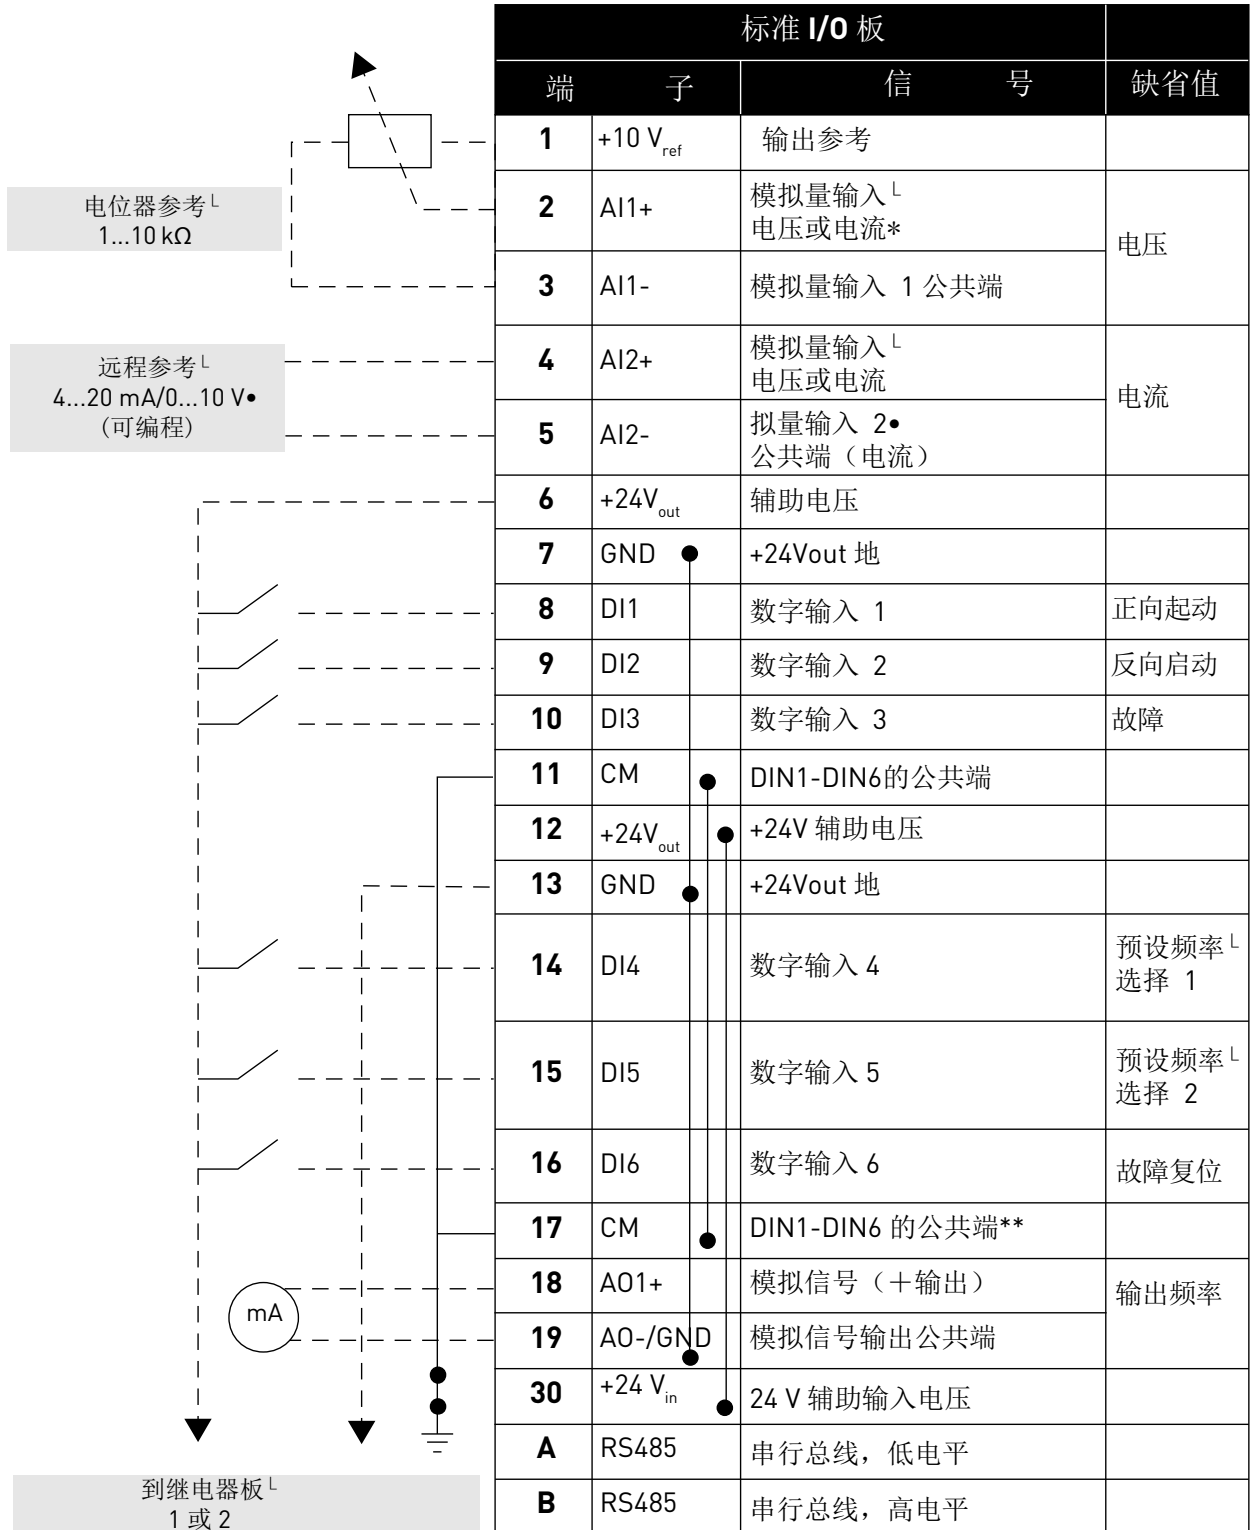 标准 I/O 板
端 子 信 号 缺省值
1 +10 Vref 输出参考
电位器参考└
1...10 kΩ
2 AI1+ 模拟量输入└
电压或电流*
电压
3 AI1- 模拟量输入 1 公共端
远程参考└
4...20 mA/0...10 V•
(可编程)
4 AI2+ 模拟量输入└
电压或电流
电流
5 AI2- 拟量输入 2•
公共端（电流）
6 +24Vout 辅助电压
7 GND +24Vout 地
8 DI1 数字输入 1 正向起动
9 DI2 数字输入 2 反向启动
10 DI3 数字输入 3 故障
11 CM DIN1-DIN6的公共端
12 +24Vout +24V 辅助电压
13 GND +24Vout 地
14 DI4 数字输入 4 预设频率└
选择 1
15 DI5 数字输入 5 预设频率└
选择 2
16 DI6 数字输入 6 故障复位
17 CM DIN1-DIN6 的公共端**
18 AO1+ 模拟信号（＋输出） 输出频率
mA
19 AO-/GND 模拟信号输出公共端
30 +24 Vin 24 V 辅助输入电压
A RS485 串行总线，低电平
B RS485 串行总线，高电平
到继电器板└
1 或 2